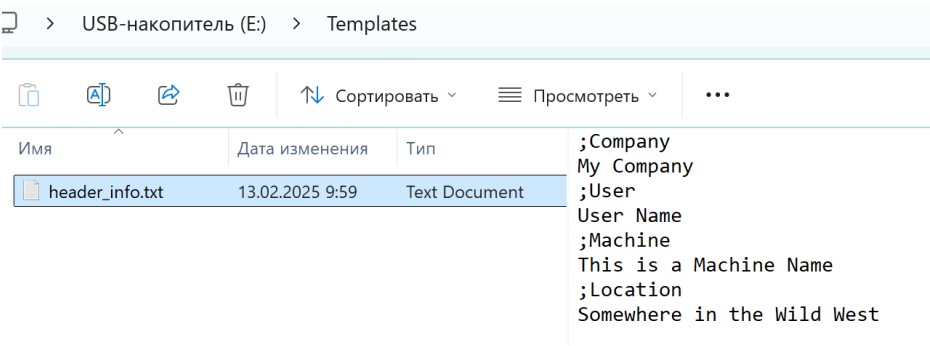 USB-накопитель (E:) > Templates
Сортировать Просмотреть
Имя Дата изменения Тип
header_info.txt 13.02.2025 9:59 Text Document
;Company
My Company
;User
User Name
;Machine
This is a Machine Name
;Location
Somewhere in the Wild West